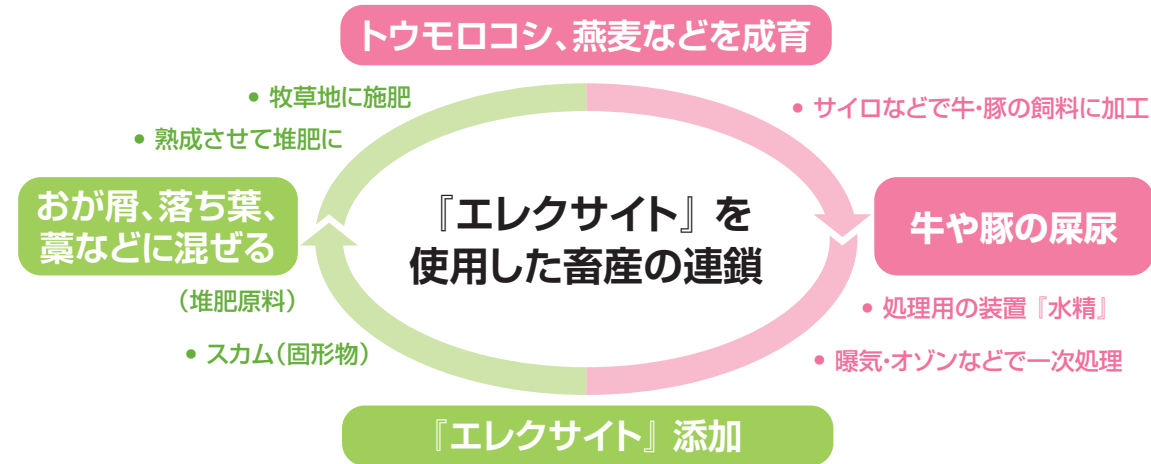 トウモロコシ、燕麦などを成育
• 牧草地に施肥
• サイロなどで牛・豚の飼料に加工
• 熟成させて堆肥に
おが屑、落ち葉、
藁などに混ぜる
『エレクサイト』を
使用した畜産の連鎖
牛や豚の屎尿
（堆肥原料）
• 処理用の装置『水精』
• スカム（固形物）
• 曝気・オゾンなどで一次処理
『エレクサイト』添加